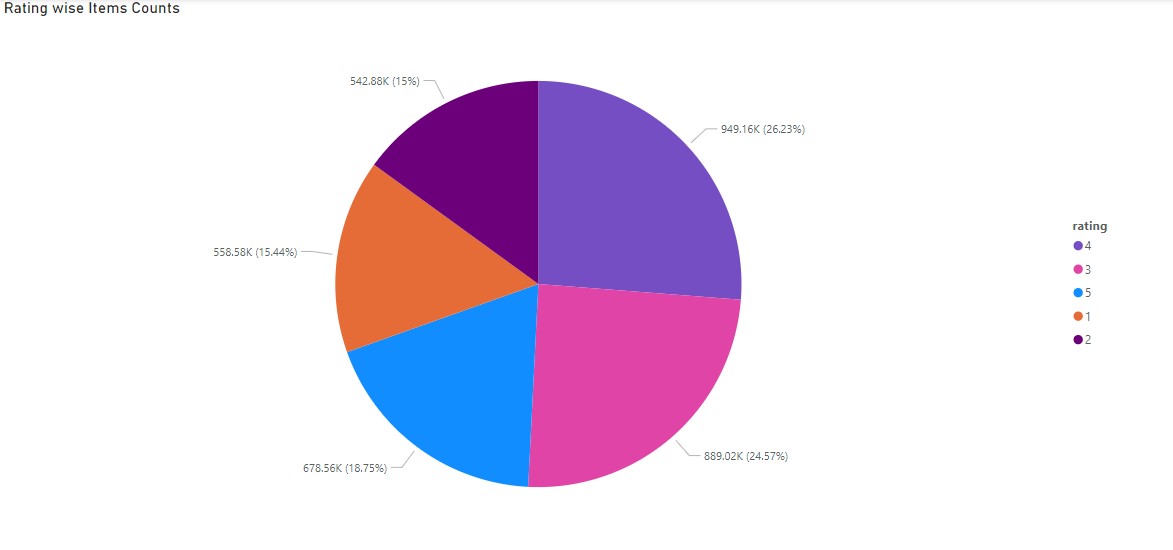 Rating wise Items Counts
542.88K (15%)
949.16K (26.23%)
558.58K (15.44%)
678.56K (18.75%)
889.02K (24.57%)
rating
4
3
5
1
2